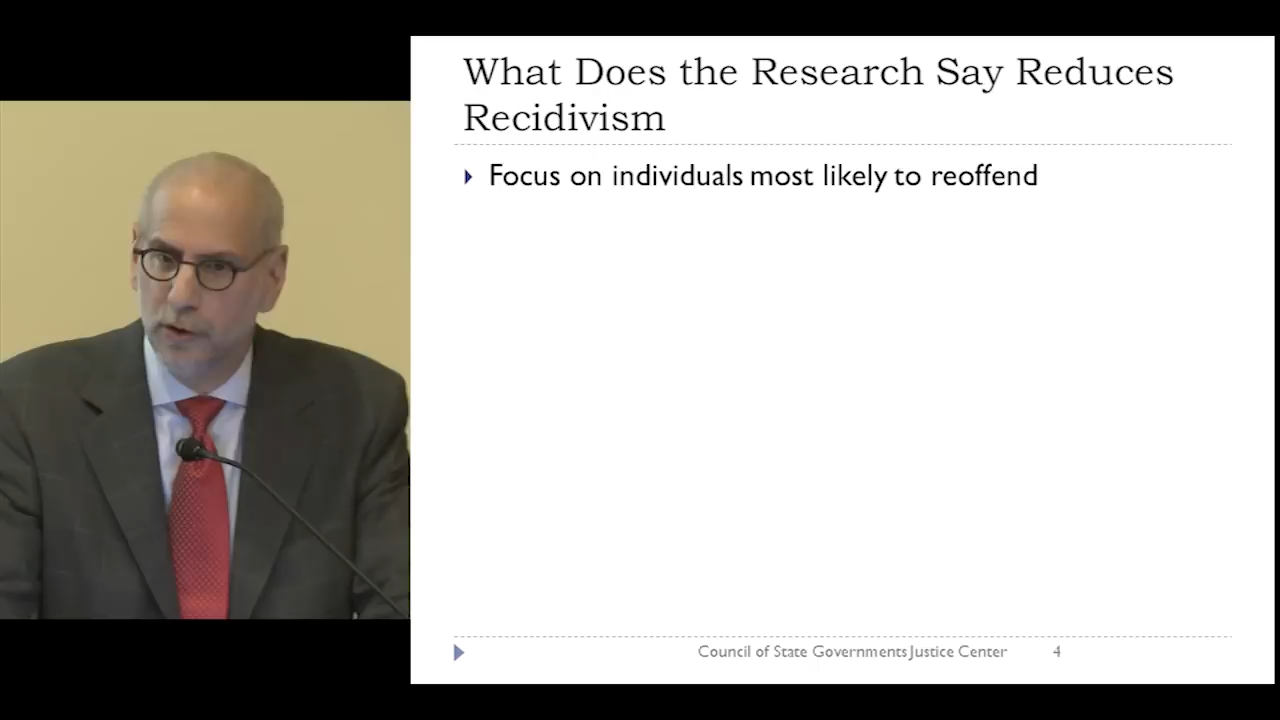 What Does the Research Say Reduces
Recidivism
Focus on individuals most likely to reoffend
Council of State Governments Justice Center 4